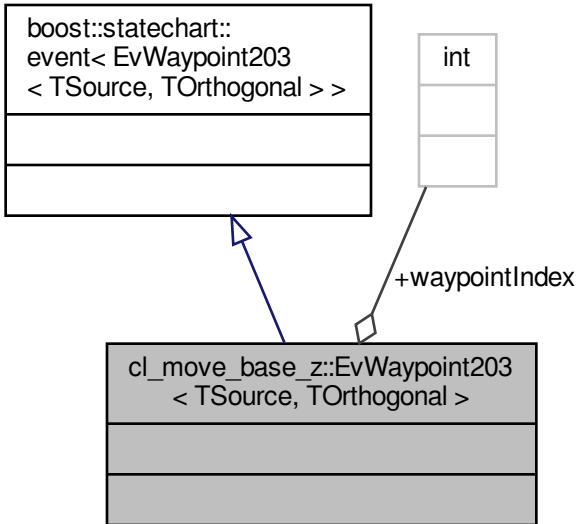 boost::statechart::
event< EvWaypoint203
< TSource, TOrthogonal > >
int
+waypointIndex
cl_move_base_z::EvWaypoint203
< TSource, TOrthogonal >